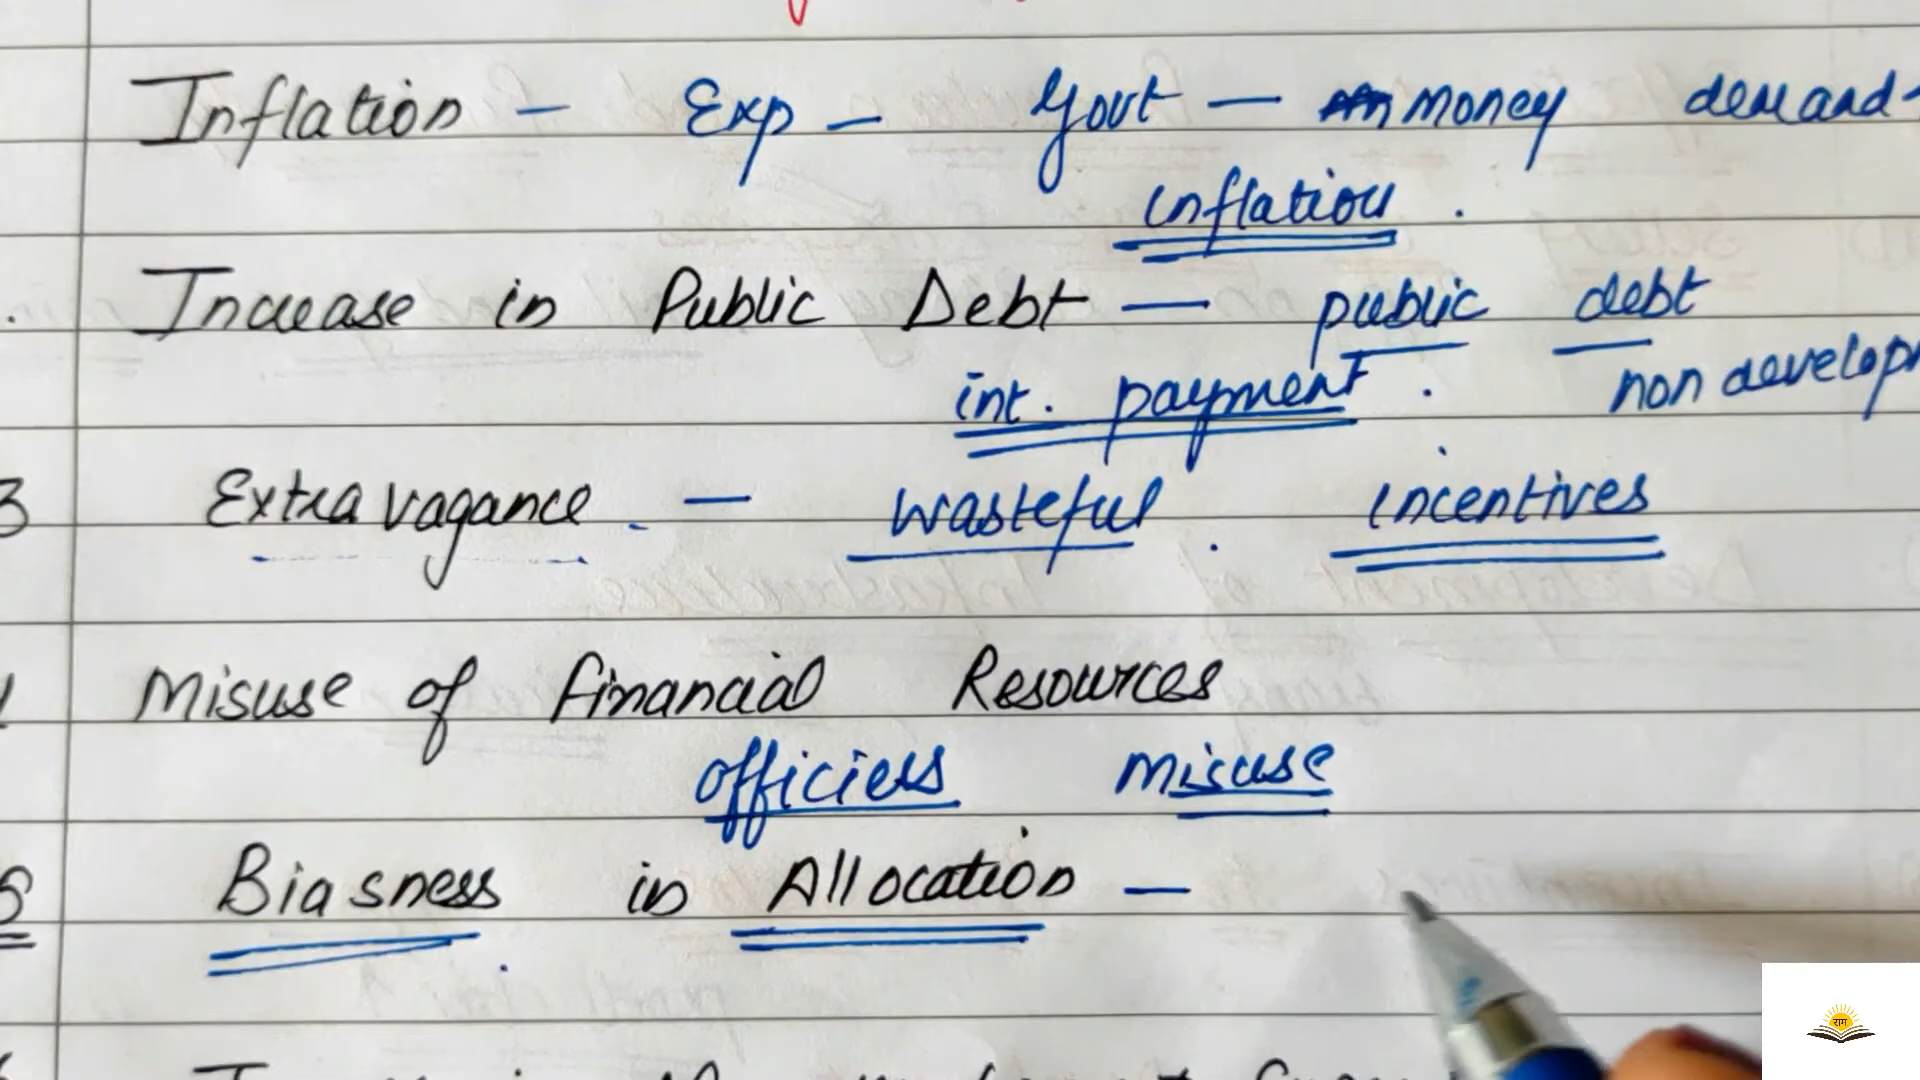 Inflation - Exp - Govt - money demand
inflation .
. Increase in Public Debt - public debt
int. payment . non develop
3 Extravagance . - wasteful . incentives
Misuse of Financial Resources
officiers misuse
5 Biasness in Allocation -
राम